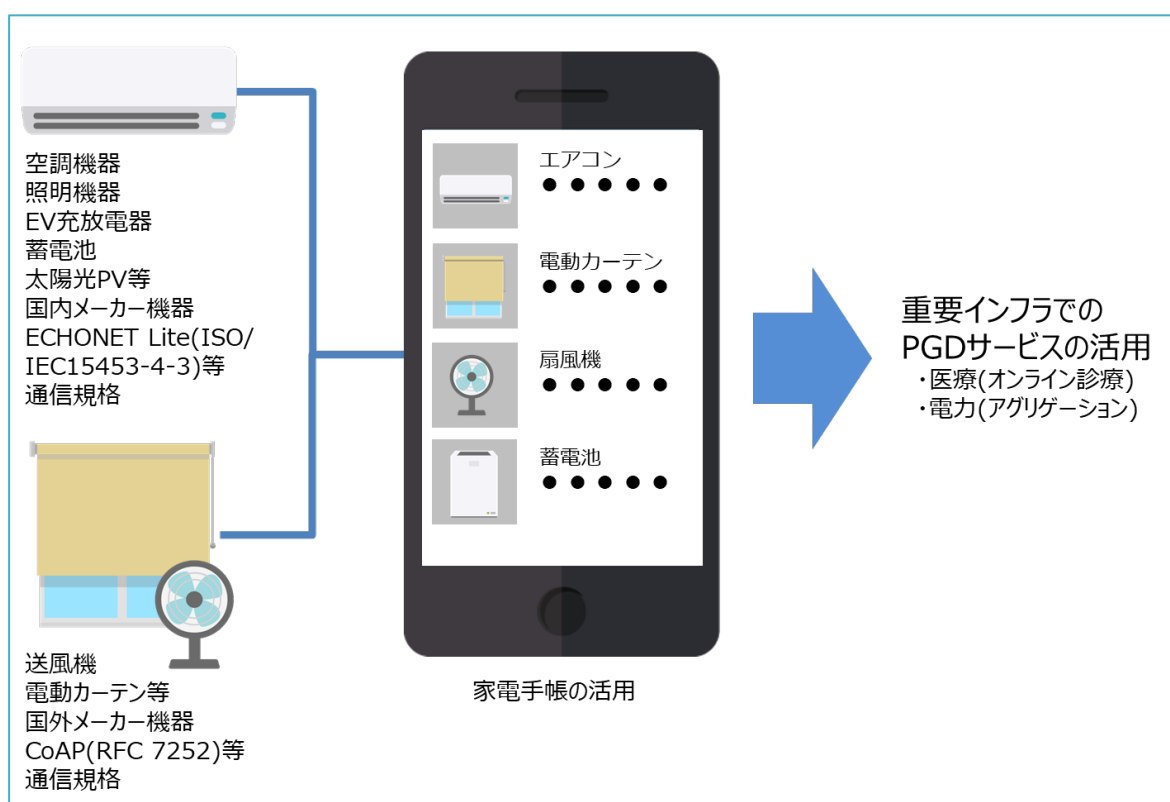 空調機器
照明機器
EV充放電器
蓄電池
太陽光PV等
国内メーカー機器
ECHONET Lite(ISO/
IEC15453-4-3)等
通信規格
送風機
電動カーテン等
国外メーカー機器
CoAP(RFC 7252)等
通信規格
エアコン
●●●●●
電動カーテン
●●●●●
扇風機
●●●●●
蓄電池
●●●●●
家電手帳の活用
重要インフラでの
PGDサービスの活用
・医療(オンライン診療)
・電力(アグリゲーション)